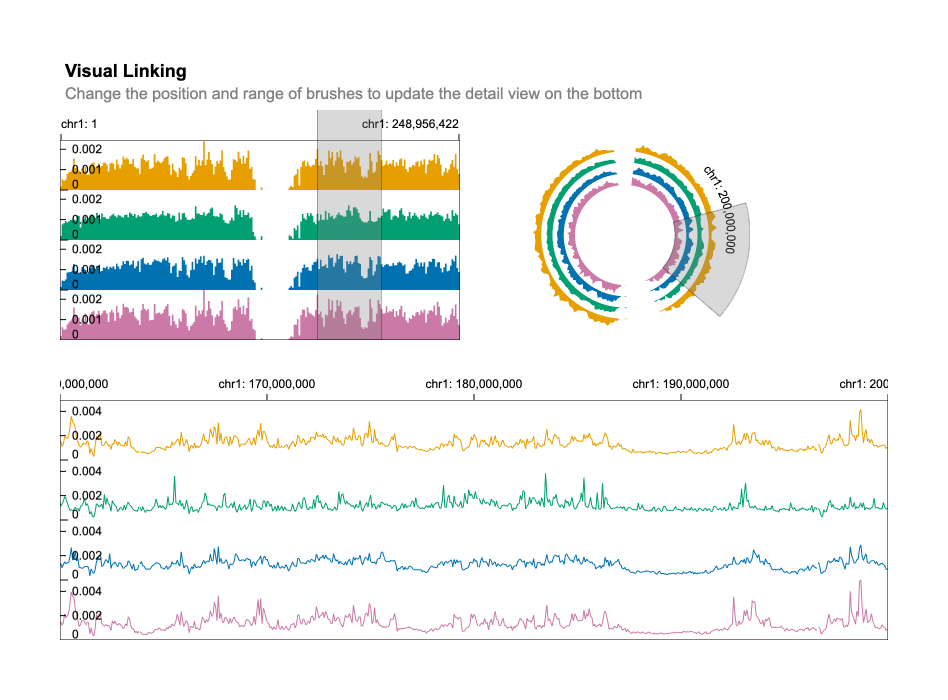 Visual Linking
Change the position and range of brushes to update the detail view on the bottom
chr1: 1
chr1: 248,956,422
0.002
0.001
0
0.002
0.001
0
0.002
0.001
0
0.002
0.001
0
chr1: 200,000,000
),000,000
chr1: 170,000,000
chr1: 180,000,000
chr1: 190,000,000
chr1: 200
0.004
0.002
0
0.004
0.002
0
0.004
0.002
0
0.004
0.002
0